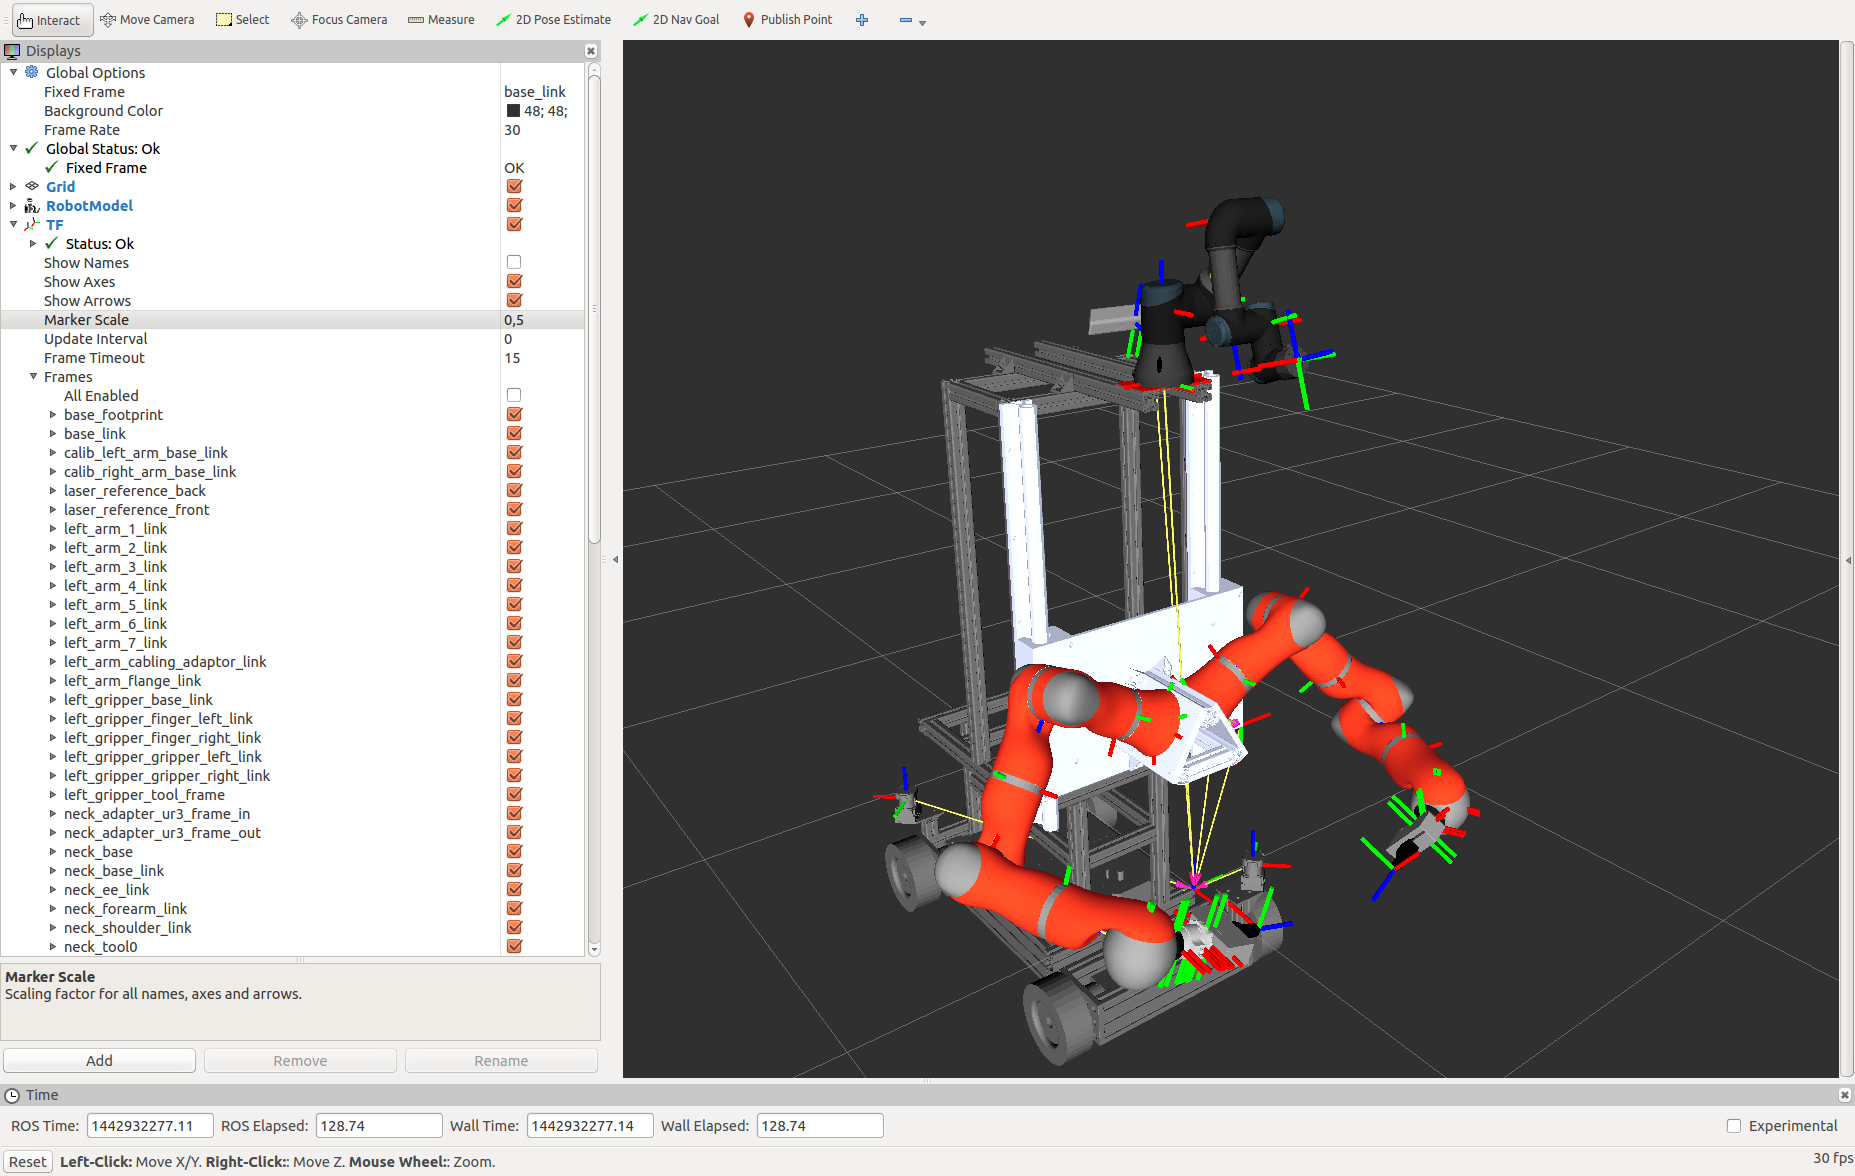 Interact Move Camera Select Focus Camera Measure 2D Pose Estimate 2D Nav Goal Publish Point
Displays
Global Options
Fixed Frame base_link
Background Color 48; 48;
Frame Rate 30
Global Status: Ok
Fixed Frame OK
Grid
RobotModel
TF
Status: Ok
Show Names
Show Axes
Show Arrows
Marker Scale 0,5
Update Interval 0
Frame Timeout 15
Frames
All Enabled
base_footprint
base_link
calib_left_arm_base_link
calib_right_arm_base_link
laser_reference_back
laser_reference_front
left_arm_1_link
left_arm_2_link
left_arm_3_link
left_arm_4_link
left_arm_5_link
left_arm_6_link
left_arm_7_link
left_arm_cabling_adaptor_link
left_arm_flange_link
left_gripper_base_link
left_gripper_finger_left_link
left_gripper_finger_right_link
left_gripper_gripper_left_link
left_gripper_gripper_right_link
left_gripper_tool_frame
neck_adapter_ur3_frame_in
neck_adapter_ur3_frame_out
neck_base
neck_base_link
neck_ee_link
neck_forearm_link
neck_shoulder_link
neck_tool0
Marker Scale
Scaling factor for all names, axes and arrows.
Add Remove Rename
Time
ROS Time: 1442932277.11 ROS Elapsed: 128.74 Wall Time: 1442932277.14 Wall Elapsed: 128.74 Experimental
Reset Left-Click: Move X/Y. Right-Click:: Move Z. Mouse Wheel:: Zoom. 30 fps